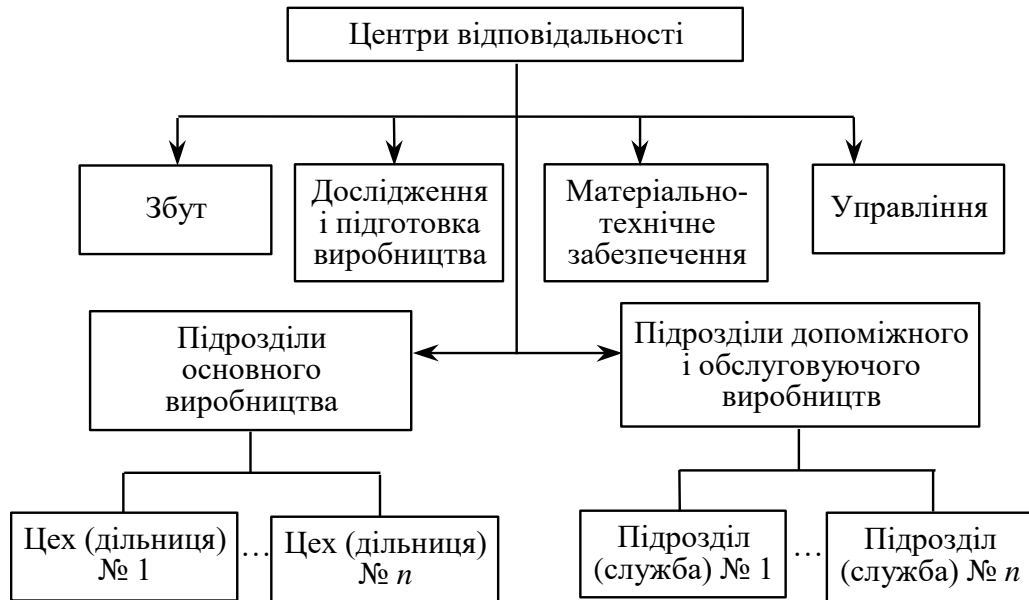 Центри відповідальності
Збут
Дослідження
і підготовка
виробництва
Матеріально-
технічне
забезпечення
Управління
Підрозділи
основного
виробництва
Підрозділи допоміжного
і обслуговуючого
виробництв
Цех (дільниця)
№ 1
…
Цех (дільниця)
№ n
Підрозділ
(служба) № 1
…
Підрозділ
(служба) № n